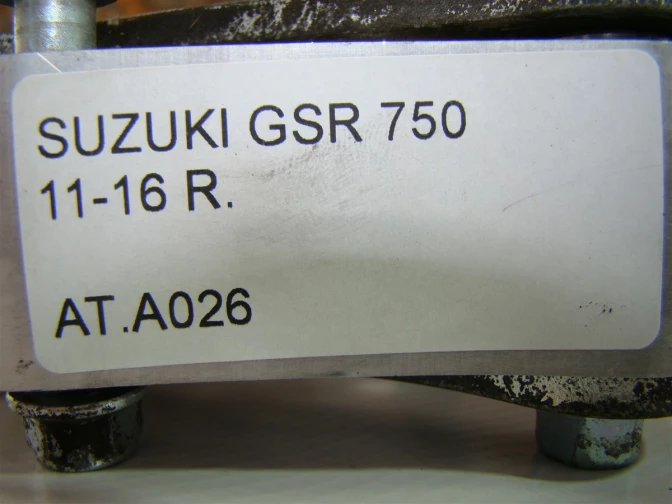 SUZUKI GSR 750
11-16 R.
AT.A026